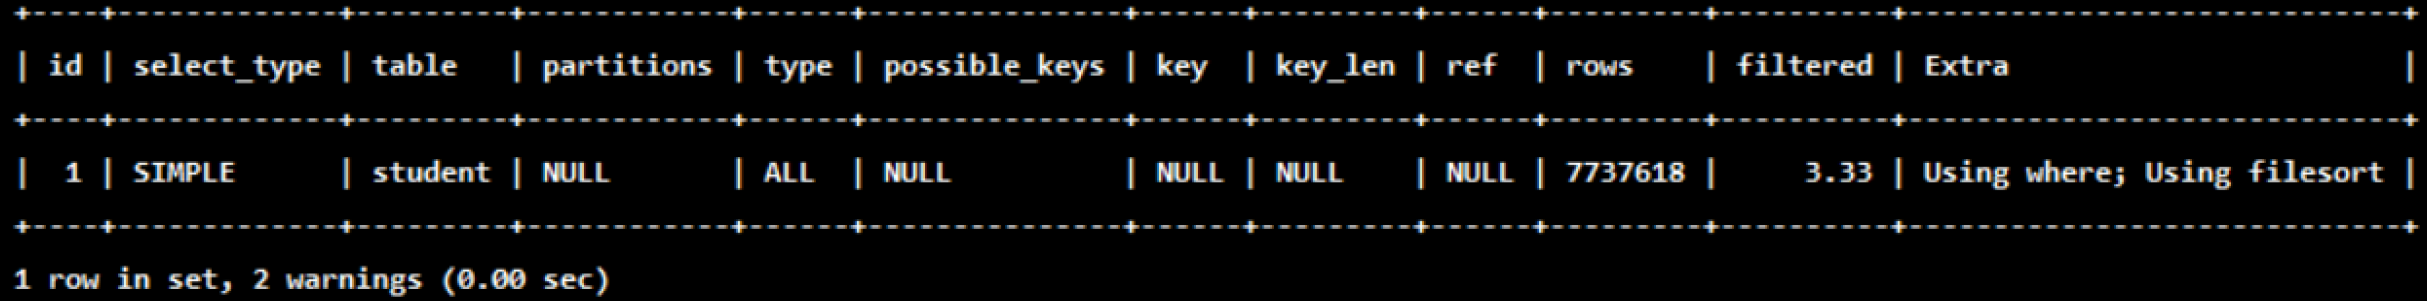 +----+-------------+---------+------------+------+---------------+------+---------+------+---------+----------+-----------------------------+
| id | select_type | table   | partitions | type | possible_keys | key  | key_len | ref  | rows    | filtered | Extra                       |
+----+-------------+---------+------------+------+---------------+------+---------+------+---------+----------+-----------------------------+
|  1 | SIMPLE      | student | NULL       | ALL  | NULL          | NULL | NULL    | NULL | 7737618 |     3.33 | Using where; Using filesort |
+----+-------------+---------+------------+------+---------------+------+---------+------+---------+----------+-----------------------------+
1 row in set, 2 warnings (0.00 sec)